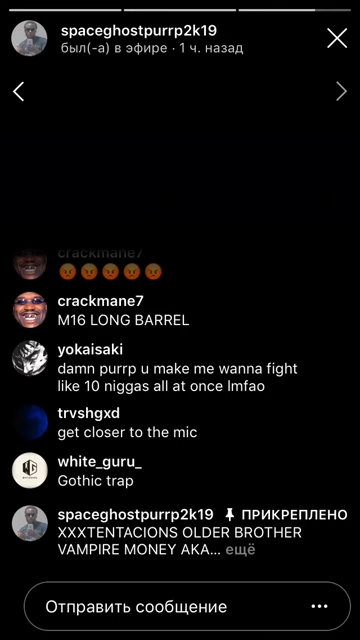 spaceghostpurrp2k19
был(-а) в эфире · 1 ч. назад
crackmane7
😡😡😡😡😡
crackmane7
M16 LONG BARREL
yokaisaki
damn purrp u make me wanna fight
like 10 niggas all at once lmfao
trvshgxd
get closer to the mic
white_guru_
Gothic trap
spaceghostpurrp2k19 📌 ПРИКРЕПЛЕНО
XXXTENTACIONS OLDER BROTHER
VAMPIRE MONEY AKA... ещё
Отправить сообщение